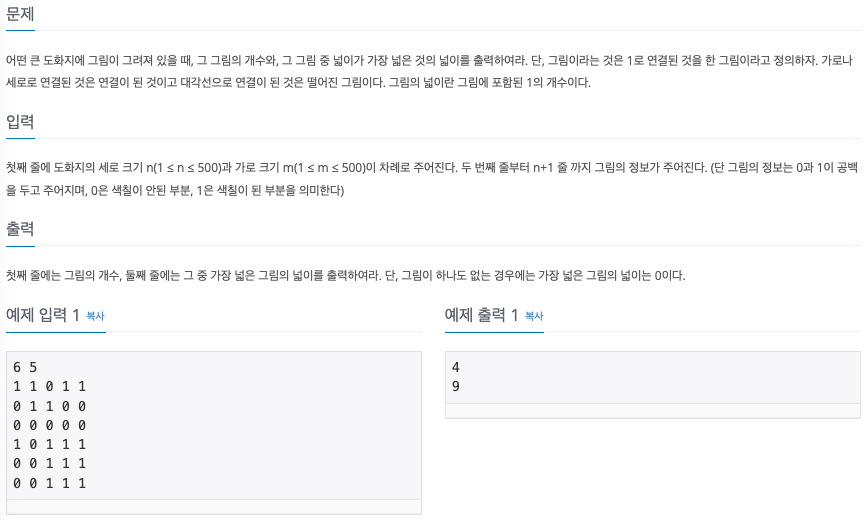 문제
어떤 큰 도화지에 그림이 그려져 있을 때, 그 그림의 개수와, 그 그림 중 넓이가 가장 넓은 것의 넓이를 출력하여라. 단, 그림이라는 것은 1로 연결된 것을 한 그림이라고 정의하자. 가로나
세로로 연결된 것은 연결이 된 것이고 대각선으로 연결이 된 것은 떨어진 그림이다. 그림의 넓이란 그림에 포함된 1의 개수이다.
입력
첫째 줄에 도화지의 세로 크기 n(1 ≤ n ≤ 500)과 가로 크기 m(1 ≤ m ≤ 500)이 차례로 주어진다. 두 번째 줄부터 n+1 줄 까지 그림의 정보가 주어진다. (단 그림의 정보는 0과 1이 공백
을 두고 주어지며, 0은 색칠이 안된 부분, 1은 색칠이 된 부분을 의미한다)
출력
첫째 줄에는 그림의 개수, 둘째 줄에는 그 중 가장 넓은 그림의 넓이를 출력하여라. 단, 그림이 하나도 없는 경우에는 가장 넓은 그림의 넓이는 0이다.
예제 입력 1 복사
6 5
1 1 0 1 1
0 1 1 0 0
0 0 0 0 0
1 0 1 1 1
0 0 1 1 1
0 0 1 1 1
예제 출력 1 복사
4
9